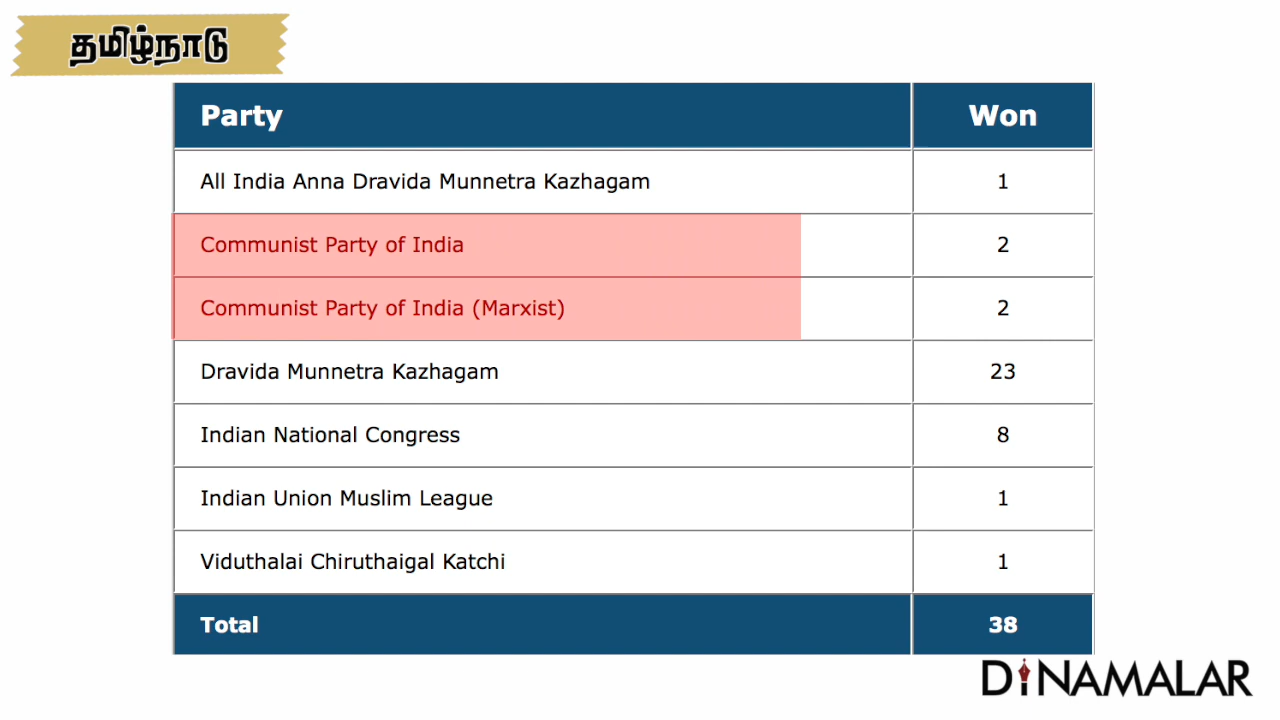 தமிழ்நாடு
Party Won
All India Anna Dravida Munnetra Kazhagam 1
Communist Party of India 2
Communist Party of India (Marxist) 2
Dravida Munnetra Kazhagam 23
Indian National Congress 8
Indian Union Muslim League 1
Viduthalai Chiruthaigal Katchi 1
Total 38
DINAMALAR